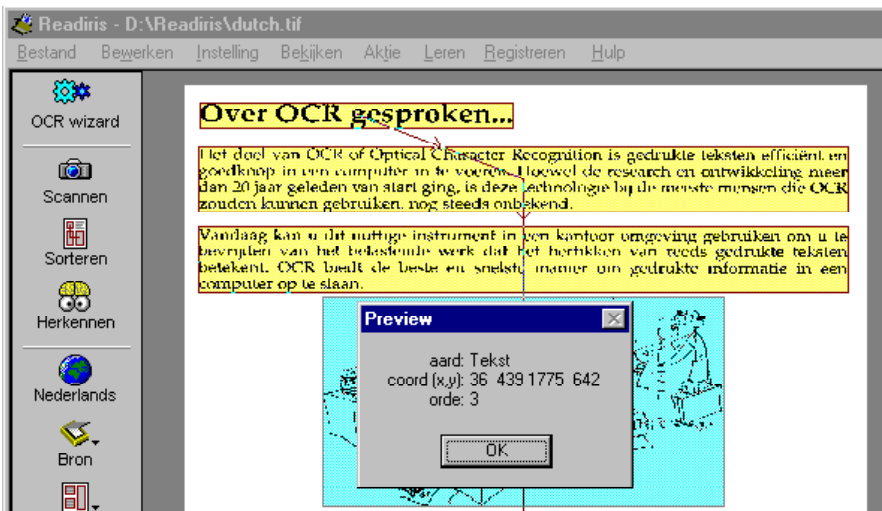 Readiris - D:\Readiris\dutch.tif
Bestand Bewerken Instelling Bekijken Aktie Leren Registreren Hulp
OCR wizard
Scannen
Sorteren
Herkennen
Nederlands
Bron
Over OCR gesproken...
Het doel van OCR of Optical Character Recognition is gedrukte teksten efficiënt en
goedkoop in een computer in te voeren. Hoewel de research en ontwikkeling meer
dan 20 jaar geleden van start ging, is deze technologie bij de meeste mensen die OCR
zouden kunnen gebruiken, nog steeds onbekend.
Vandaag kan u dit nuttige instrument in een kantoor omgeving gebruiken om u te
bevrijden van het belastende werk dat het hertikken van reeds gedrukte teksten
betekent. OCR biedt de beste en snelste manier om gedrukte informatie in een
computer op te slaan.
Preview
aard: Tekst
coord (x,y): 36 439 1775 642
orde: 3
OK